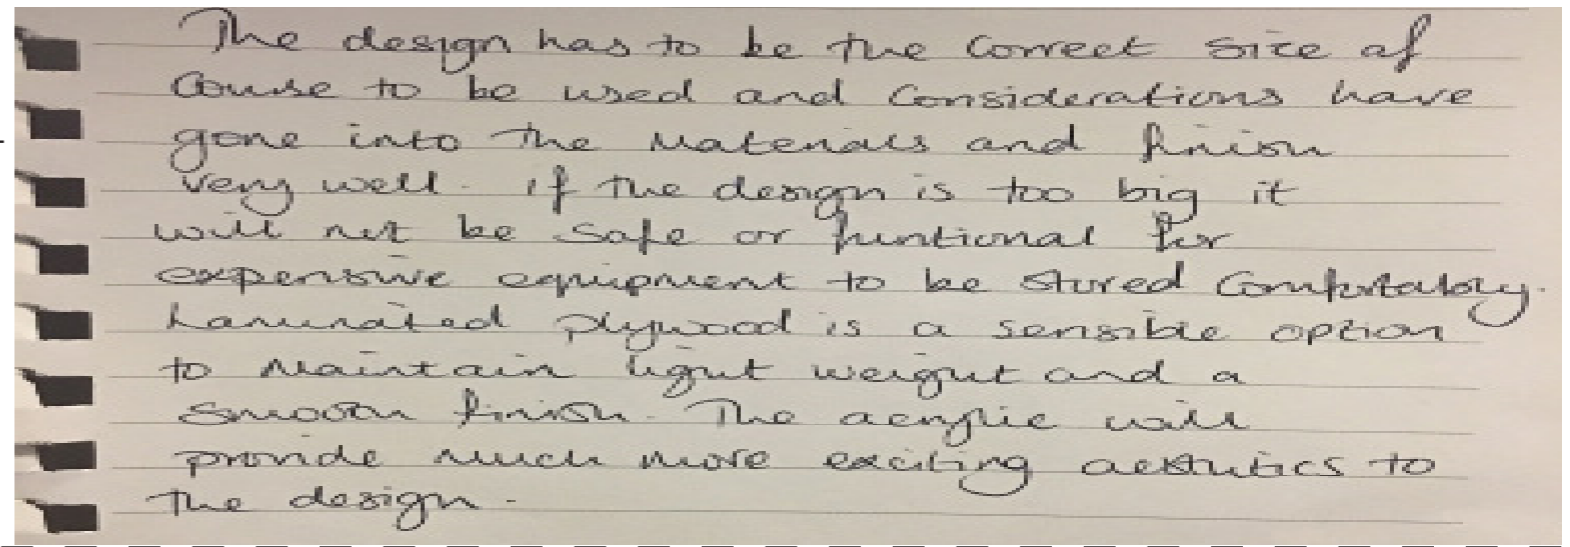 The design has to be the correct size of
course to be used and considerations have
gone into the materials and finish
very well. if the design is too big it
will not be safe or funtional for
expensive equipment to be stored comfortably.
Laminated plywood is a sensible option
to maintain light weight and a
smooth finish. The acrylic will
provide much more exciting aesthetics to
the design.